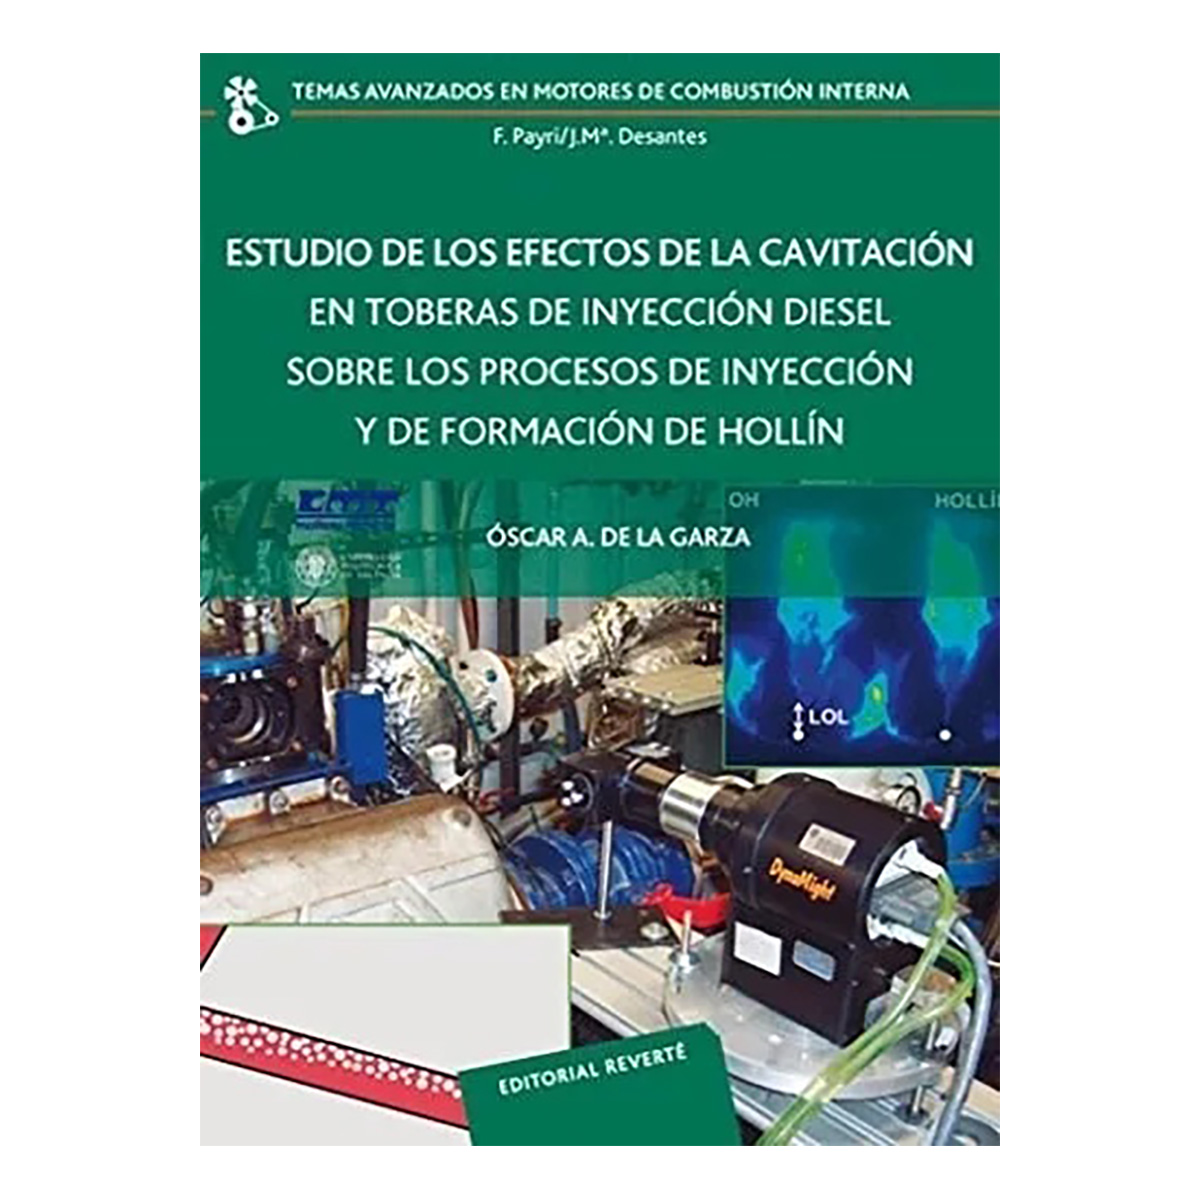 TEMAS AVANZADOS EN MOTORES DE COMBUSTIÓN INTERNA
F. Payri/J.Mª. Desantes
ESTUDIO DE LOS EFECTOS DE LA CAVITACIÓN
EN TOBERAS DE INYECCIÓN DIESEL
SOBRE LOS PROCESOS DE INYECCIÓN
Y DE FORMACIÓN DE HOLLÍN
CMT
OH
HOLLÍ
ÓSCAR A. DE LA GARZA
LOL
DynaMight
EDITORIAL REVERTÉ